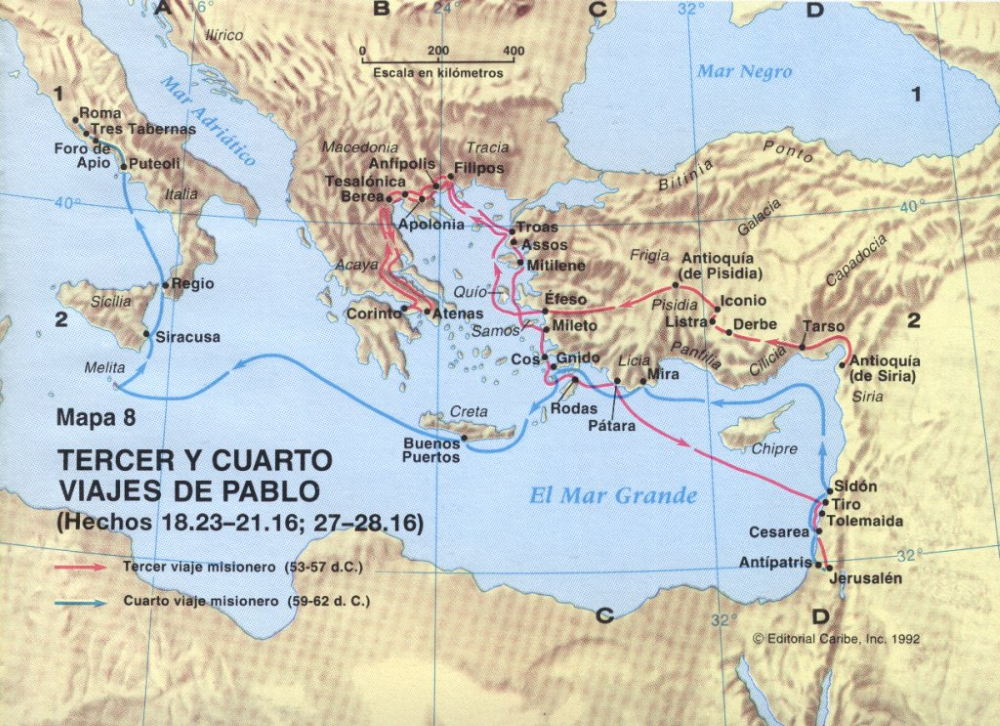 A
B
C
D
16°
24°
32°
Ilírico
0 200 400
Escala en kilómetros
Mar Negro
Mar Adriático
1
1
Roma
Tres Tabernas
Foro de
Apio
Puteoli
Italia
Macedonia
Tracia
Anfípolis
Filipos
Tesalónica
Berea
Apolonia
Bitinia
Ponto
40°
40°
Galacia
Capadocia
Troas
Assos
Mitilene
Frigia
Antioquía
(de Pisidia)
Acaya
Quío
Regio
Sicilia
Éfeso
Pisidia
Iconio
Corinto
Atenas
Samos
Mileto
Listra
Derbe
Tarso
2
2
Siracusa
Cos
Gnido
Licia
Panfilia
Cilicia
Antioquía
(de Siria)
Siria
Melita
Mira
Rodas
Pátara
Creta
Buenos
Puertos
Chipre
Mapa 8
TERCER Y CUARTO
VIAJES DE PABLO
(Hechos 18.23–21.16; 27–28.16)
El Mar Grande
Sidón
Tiro
Tolemaida
Cesarea
Antípatris
Jerusalén
32°
Tercer viaje misionero (53-57 d.C.)
Cuarto viaje misionero (59-62 d. C.)
C
32°
D
© Editorial Caribe, Inc. 1992